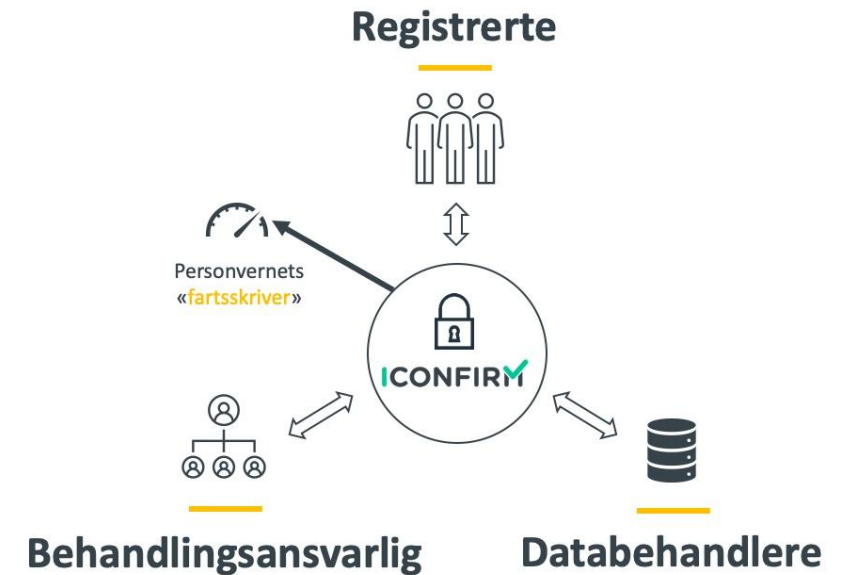 Registrerte
Personvernets
«fartsskriver»
ICONFIRM
Behandlingsansvarlig
Databehandlere